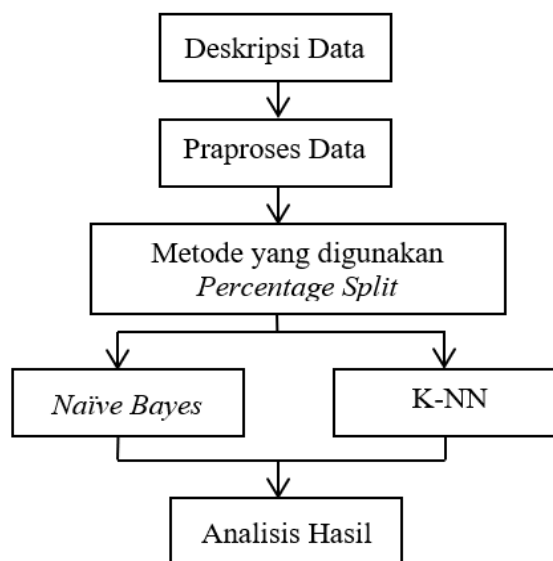 Deskripsi Data
Praproses Data
Metode yang digunakan
Percentage Split
Naïve Bayes
K-NN
Analisis Hasil